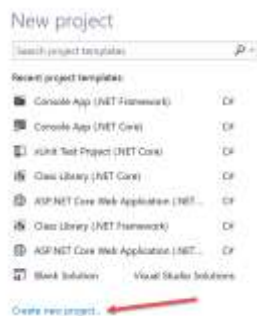 New project
Search project templates
Recent project templates
Console App (.NET Framework) C#
Console App (.NET Core) C#
xUnit Test Project (.NET Core) C#
Class Library (.NET Core) C#
ASP.NET Core Web Application (.NET... C#
Class Library (.NET Framework) C#
ASP.NET Core Web Application (.NET... C#
Blank Solution Visual Studio Solutions
Create new project...